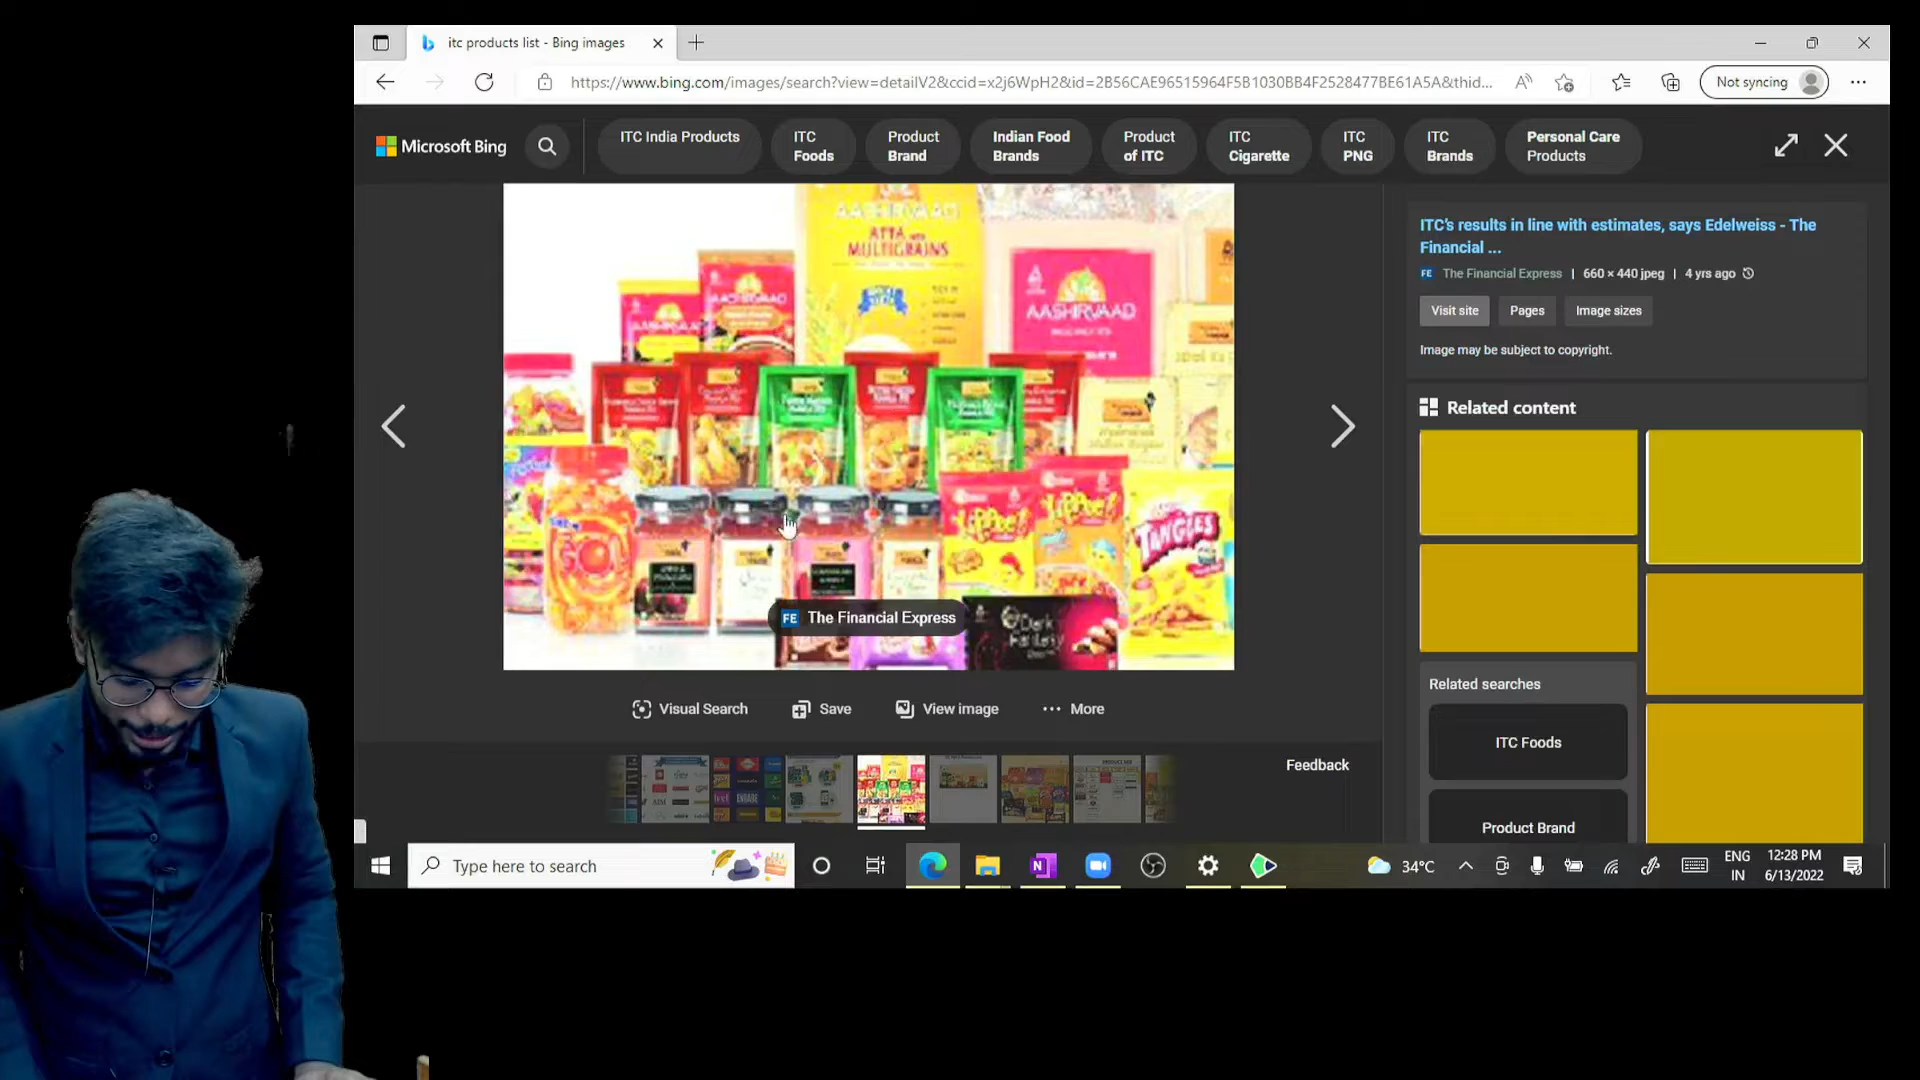 itc products list - Bing images
https://www.bing.com/images/search?view=detailV2&ccid=x2j6WpH2&id=2B56CAE96515964F5B1030BB4F2528477BE61A5A&thid...
Not syncing
Microsoft Bing
ITC India Products
ITC
Foods
Product
Brand
Indian Food
Brands
Product
of ITC
ITC
Cigarette
ITC
PNG
ITC
Brands
Personal Care
Products
AASHIRVAAD
ATTA WITH
MULTIGRAINS
AASHIRVAAD
AASHIRVAAD
AASHIRVAAD
YiPPee!
YiPPee!
TANGLES
Dark
Fantasy
FE The Financial Express
Visual Search
Save
View image
More
Feedback
ITC's results in line with estimates, says Edelweiss - The
Financial ...
FE The Financial Express | 660 × 440 jpeg | 4 yrs ago
Visit site
Pages
Image sizes
Image may be subject to copyright.
Related content
Related searches
ITC Foods
Product Brand
Type here to search
34°C
ENG
IN
12:28 PM
6/13/2022